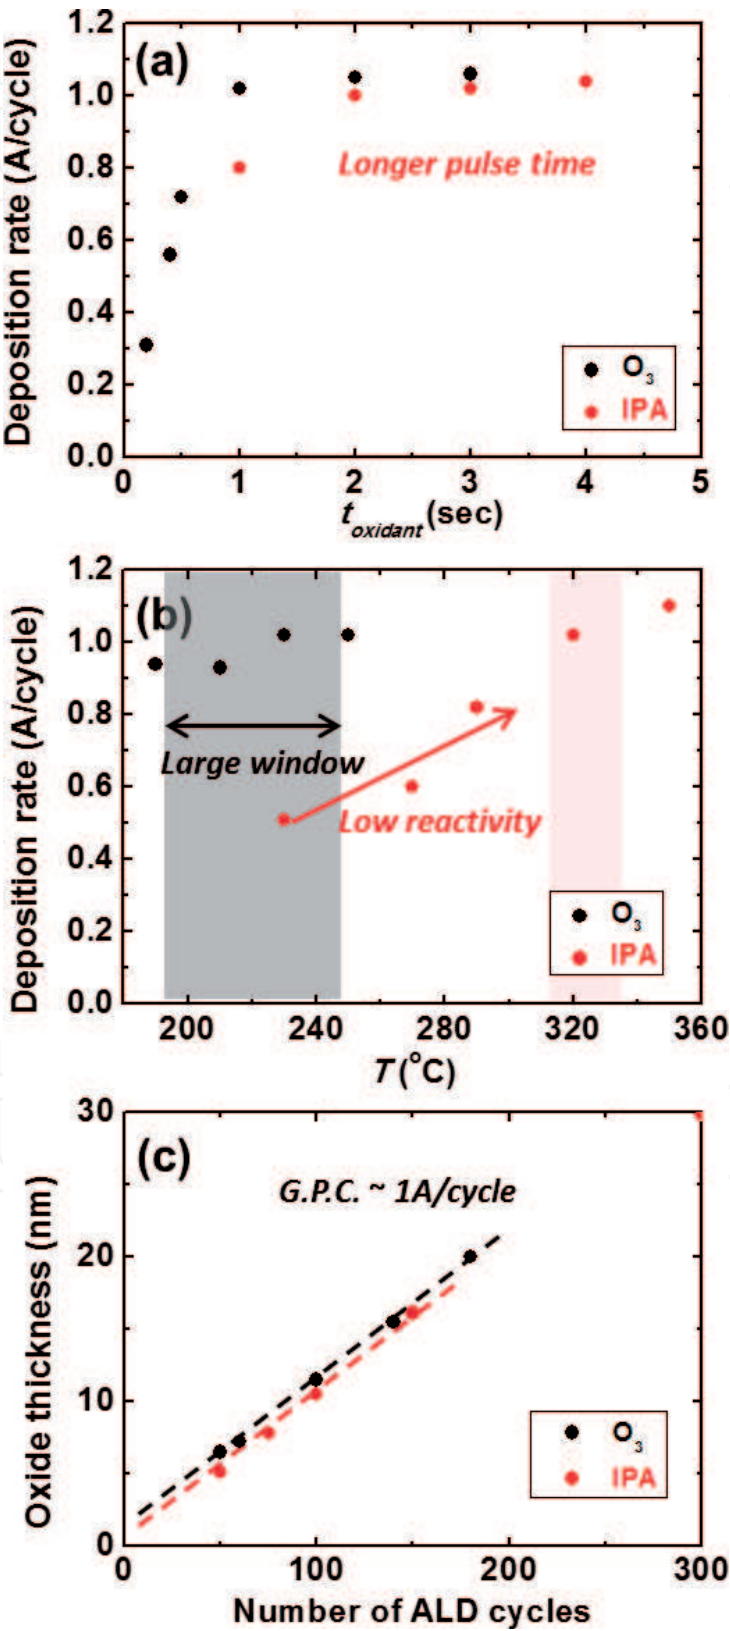 (a)
Deposition rate (A/cycle)
1.2
1.0
0.8
0.6
0.4
0.2
0.0
Longer pulse time
O₃
IPA
0 1 2 3 4 5
t oxidant (sec)
(b)
Deposition rate (A/cycle)
1.2
1.0
0.8
0.6
0.4
0.2
0.0
Large window
Low reactivity
O₃
IPA
200 240 280 320 360
T (°C)
(c)
Oxide thickness (nm)
30
20
10
0
G.P.C. ~ 1A/cycle
O₃
IPA
0 100 200 300
Number of ALD cycles